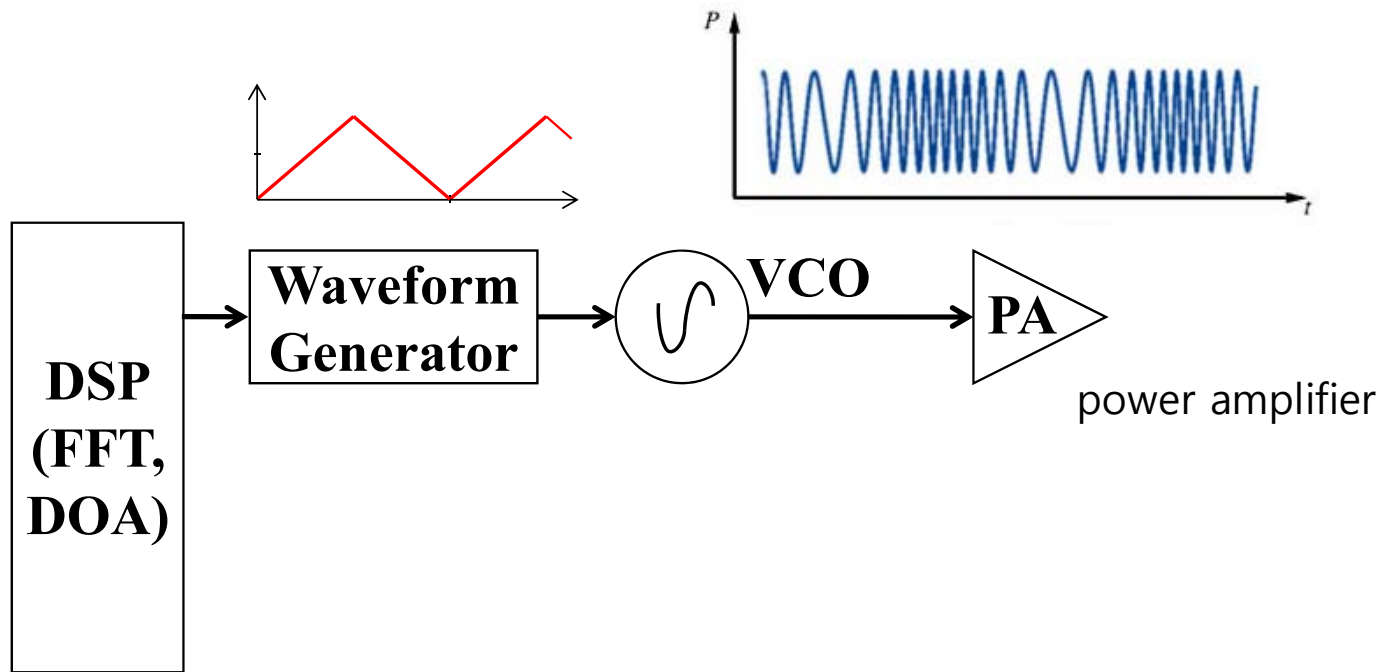 P
t
Waveform
Generator
VCO
PA
power amplifier
DSP
(FFT,
DOA)